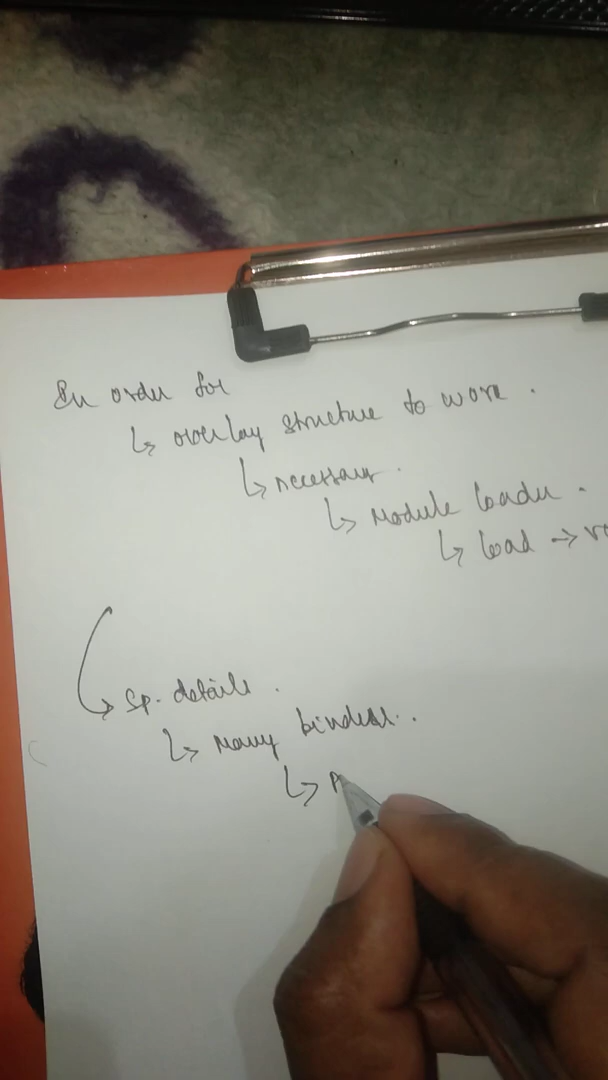 In order for
↳ overlay structure to work .
↳ necessary .
↳ Module loader .
↳ load →
↳ Sp. details .
↳ Many binders .
↳